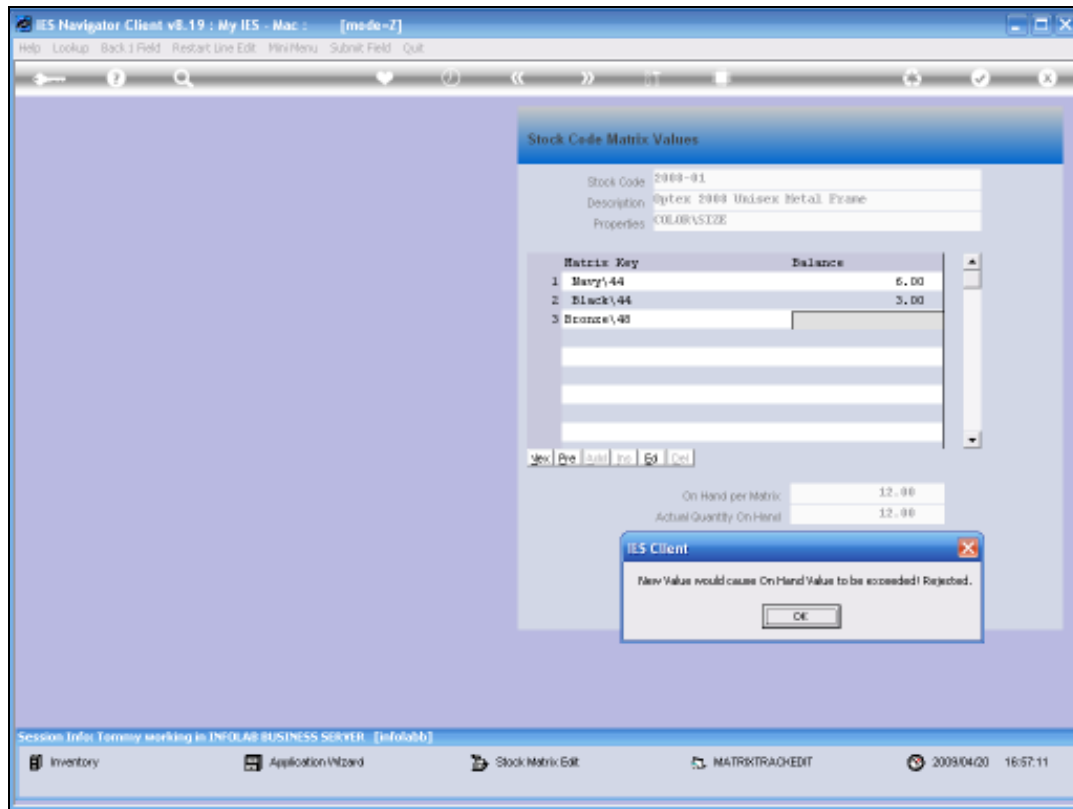 IES Navigator Client v8.19 : My IES - Mac : [mode=Z]
Help Lookup Back 1 Field Restart Line Edit MiniMenu Submit Field Quit
Stock Code Matrix Values
Stock Code 2000-01
Description Optex 2000 Unisex Metal Frame
Properties COLOR\SIZE
Matrix Key Balance
1 Navy\44 6.00
2 Black\44 3.00
3 Bronze\48
Nex Pre Add Ins Ed Del
On Hand per Matrix 12.00
Actual Quantity On Hand 12.00
IES Client
New Value would cause On Hand Value to be exceeded! Rejected.
OK
Session Info: Tommy working in INFOLAB BUSINESS SERVER [infolabb]
Inventory Application Wizard Stock Matrix Edit MATRIXTRACKEDIT 2009/04/20 16:57:11